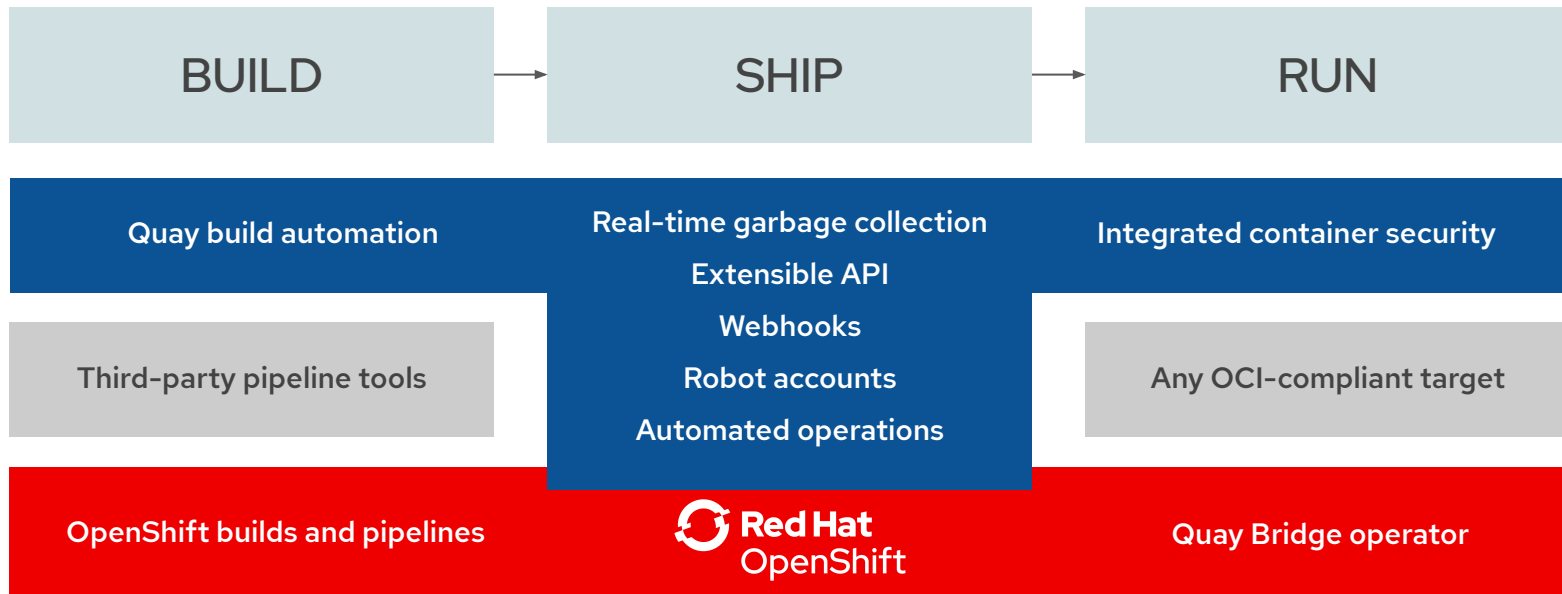 BUILD
SHIP
RUN
Quay build automation
Real-time garbage collection
Extensible API
Webhooks
Robot accounts
Automated operations
Integrated container security
Third-party pipeline tools
Any OCI-compliant target
OpenShift builds and pipelines
Red Hat
OpenShift
Quay Bridge operator